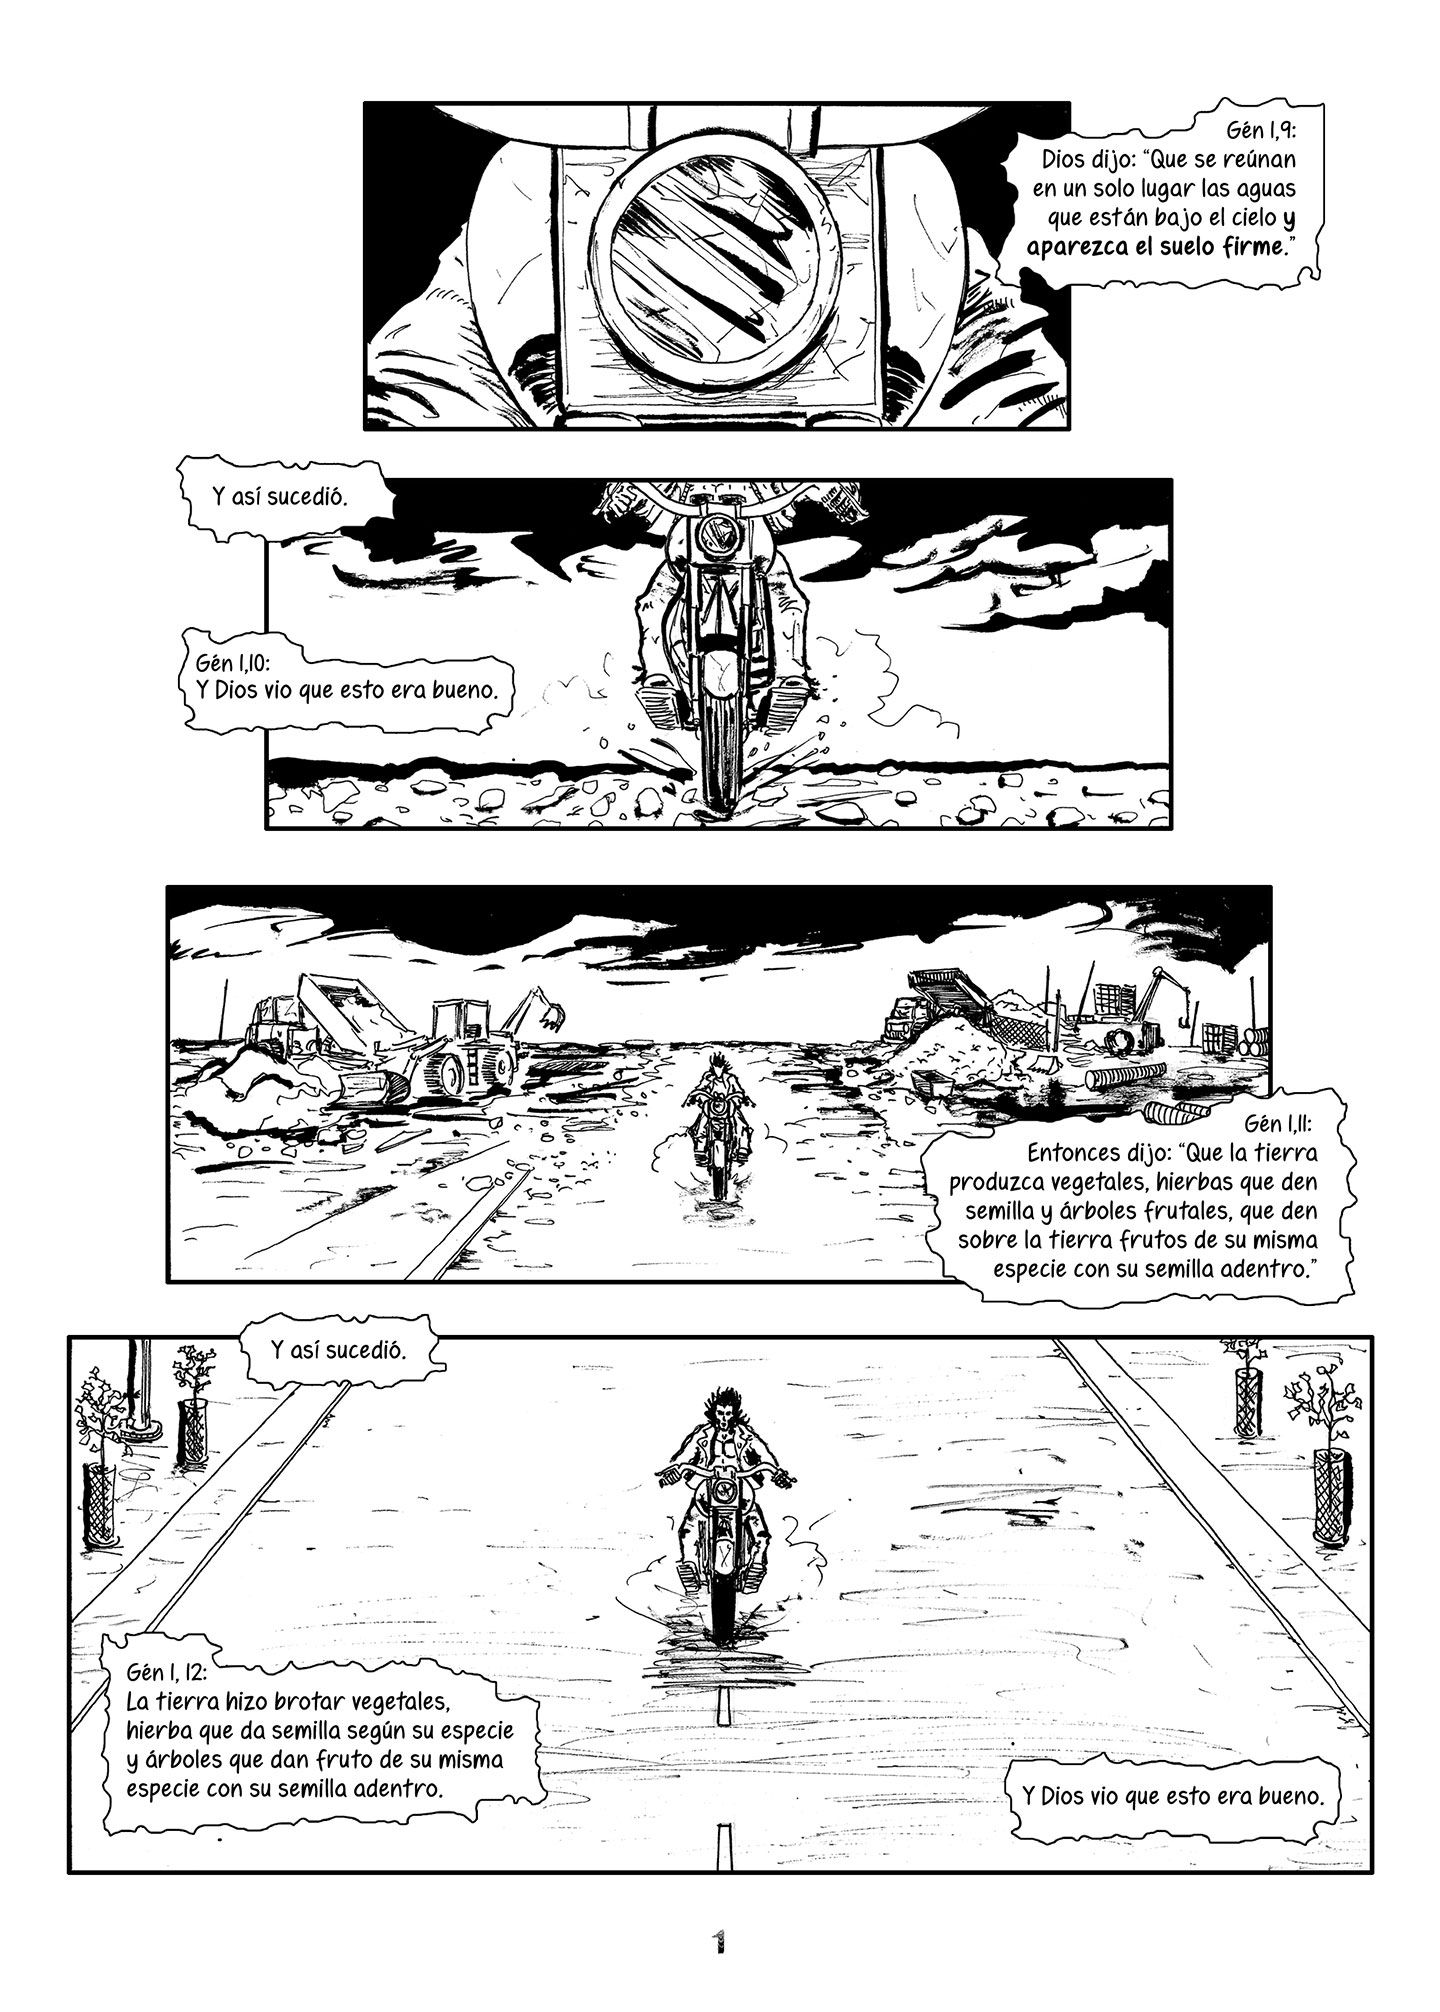 Gén 1,9:
Dios dijo: “Que se reúnan
en un solo lugar las aguas
que están bajo el cielo y
aparezca el suelo firme.”
Y así sucedió.
Gén 1,10:
Y Dios vio que esto era bueno.
Gén 1,11:
Entonces dijo: “Que la tierra
produzca vegetales, hierbas que den
semilla y árboles frutales, que den
sobre la tierra frutos de su misma
especie con su semilla adentro.”
Y así sucedió.
Gén 1, 12:
La tierra hizo brotar vegetales,
hierba que da semilla según su especie
y árboles que dan fruto de su misma
especie con su semilla adentro.
Y Dios vio que esto era bueno.
1